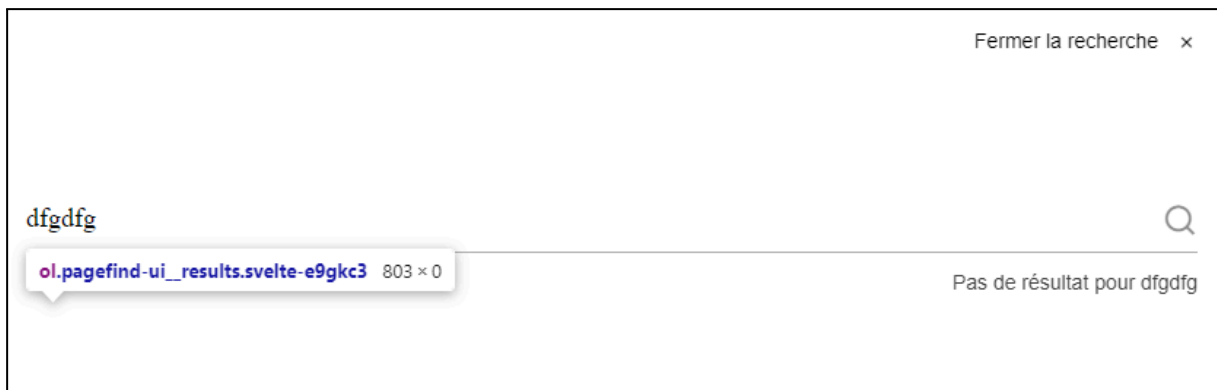 Fermer la recherche ×
dfgdfg
ol.pagefind-ui__results.svelte-e9gkc3 803 × 0
Pas de résultat pour dfgdfg